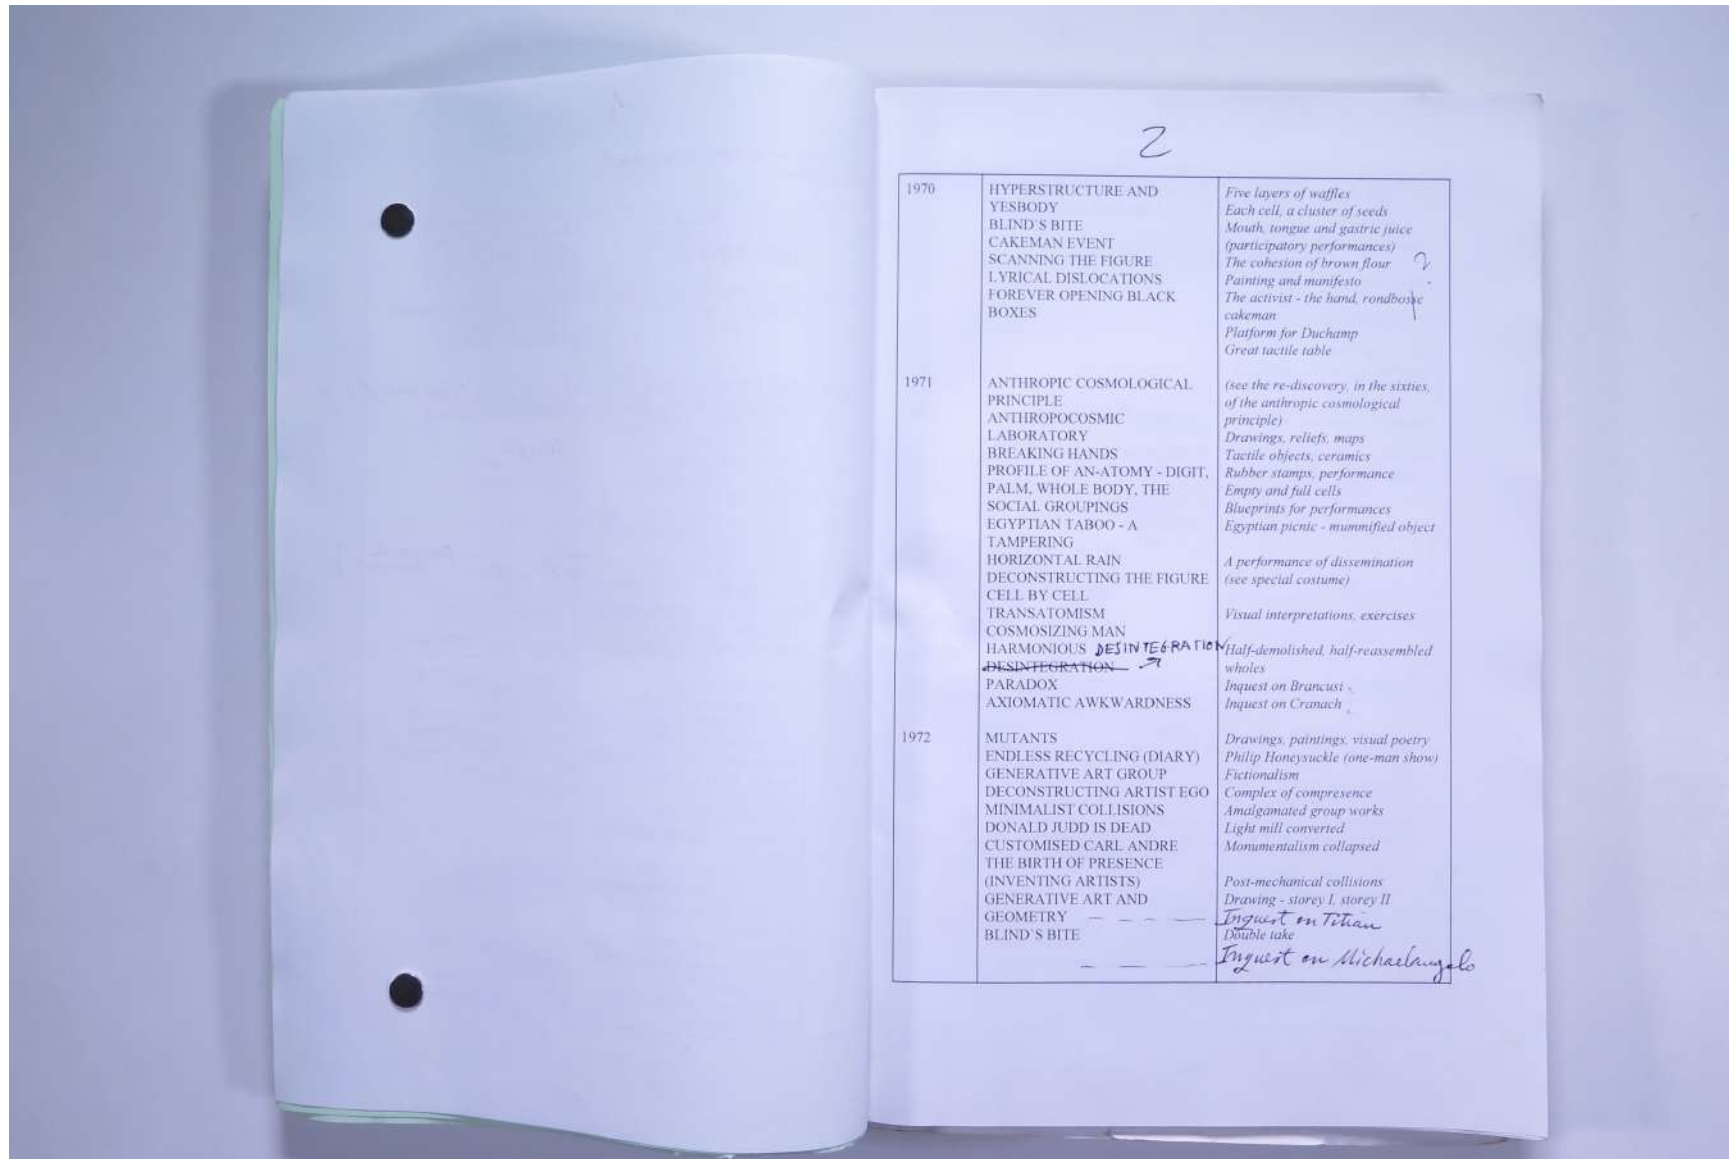 2
1970 HYPERSTRUCTURE AND Five layers of waffles
YESBODY Each cell, a cluster of seeds
BLIND`S BITE Mouth, tongue and gastric juice
CAKEMAN EVENT (participatory performances)
SCANNING THE FIGURE The cohesion of brown flour ?
LYRICAL DISLOCATIONS Painting and manifesto
FOREVER OPENING BLACK The activist - the hand, rondbosse
BOXES cakeman
Platform for Duchamp
Great tactile table
1971 ANTHROPIC COSMOLOGICAL (see the re-discovery, in the sixties,
PRINCIPLE of the anthropic cosmological
ANTHROPOCOSMIC principle)
LABORATORY Drawings, reliefs, maps
BREAKING HANDS Tactile objects, ceramics
PROFILE OF AN-ATOMY - DIGIT, Rubber stamps, performance
PALM, WHOLE BODY, THE Empty and full cells
SOCIAL GROUPINGS Blueprints for performances
EGYPTIAN TABOO - A Egyptian picnic - mummified object
TAMPERING
HORIZONTAL RAIN A performance of dissemination
DECONSTRUCTING THE FIGURE (see special costume)
CELL BY CELL
TRANSATOMISM Visual interpretations, exercises
COSMOSIZING MAN
HARMONIOUS DESINTEGRATION Half-demolished, half-reassembled
DESINTEGRATION wholes
PARADOX Inquest on Brancusi
AXIOMATIC AWKWARDNESS Inquest on Cranach
1972 MUTANTS Drawings, paintings, visual poetry
ENDLESS RECYCLING (DIARY) Philip Honeysuckle (one-man show)
GENERATIVE ART GROUP Fictionalism
DECONSTRUCTING ARTIST EGO Complex of compresence
MINIMALIST COLLISIONS Amalgamated group works
DONALD JUDD IS DEAD Light mill converted
CUSTOMISED CARL ANDRE Monumentalism collapsed
THE BIRTH OF PRESENCE
(INVENTING ARTISTS) Post-mechanical collisions
GENERATIVE ART AND Drawing - storey I, storey II
GEOMETRY Inquest on Titian
BLIND`S BITE Double take
Inquest on Michaelangelo